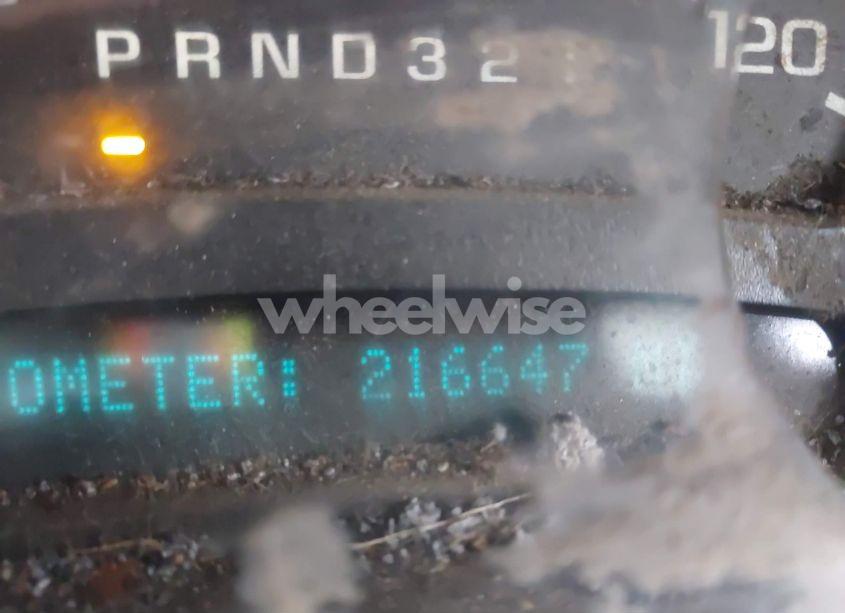 PRND32
120
wheelwise
OMETER: 216647